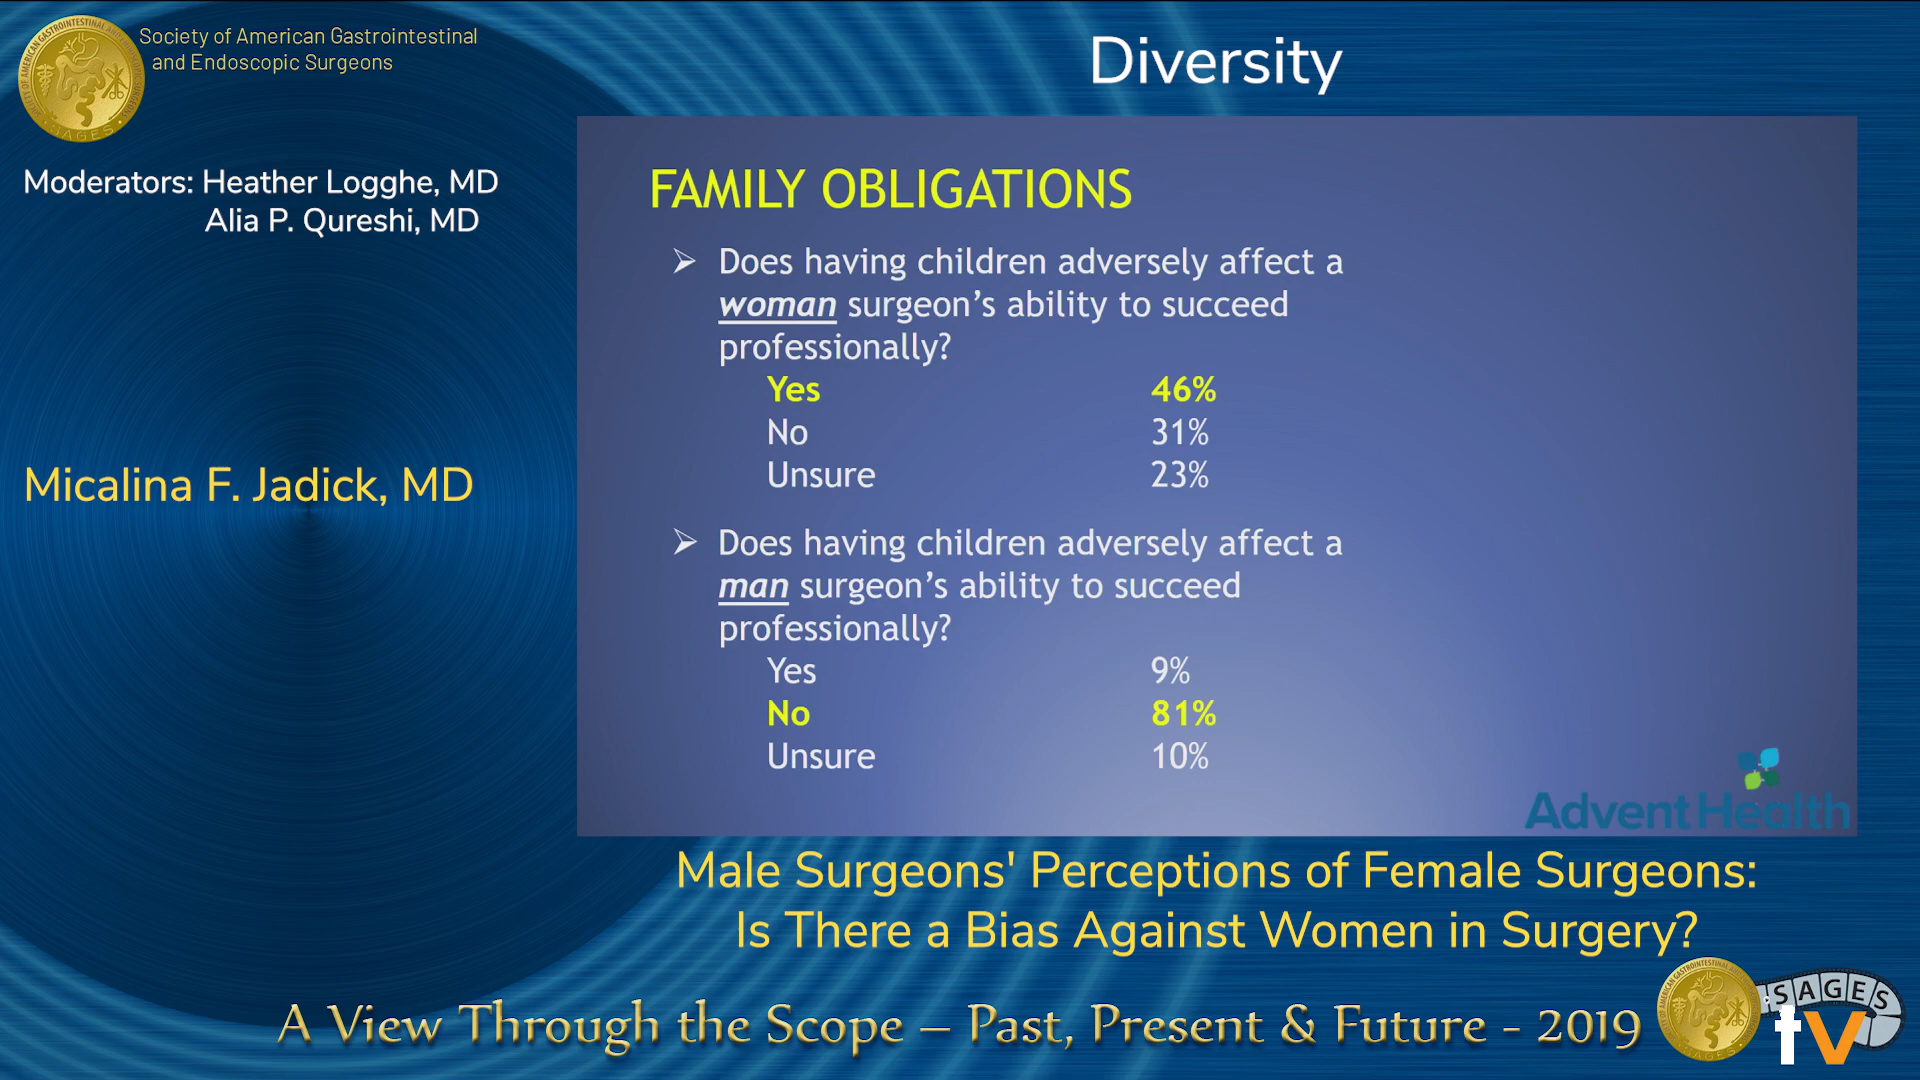 Society of American Gastrointestinal
and Endoscopic Surgeons
Diversity
Moderators: Heather Logghe, MD
Alia P. Qureshi, MD
Micalina F. Jadick, MD
FAMILY OBLIGATIONS
➢ Does having children adversely affect a
woman surgeon's ability to succeed
professionally?
Yes 46%
No 31%
Unsure 23%
➢ Does having children adversely affect a
man surgeon's ability to succeed
professionally?
Yes 9%
No 81%
Unsure 10%
AdventHealth
Male Surgeons' Perceptions of Female Surgeons:
Is There a Bias Against Women in Surgery?
A View Through the Scope – Past, Present & Future - 2019
SAGES
tv